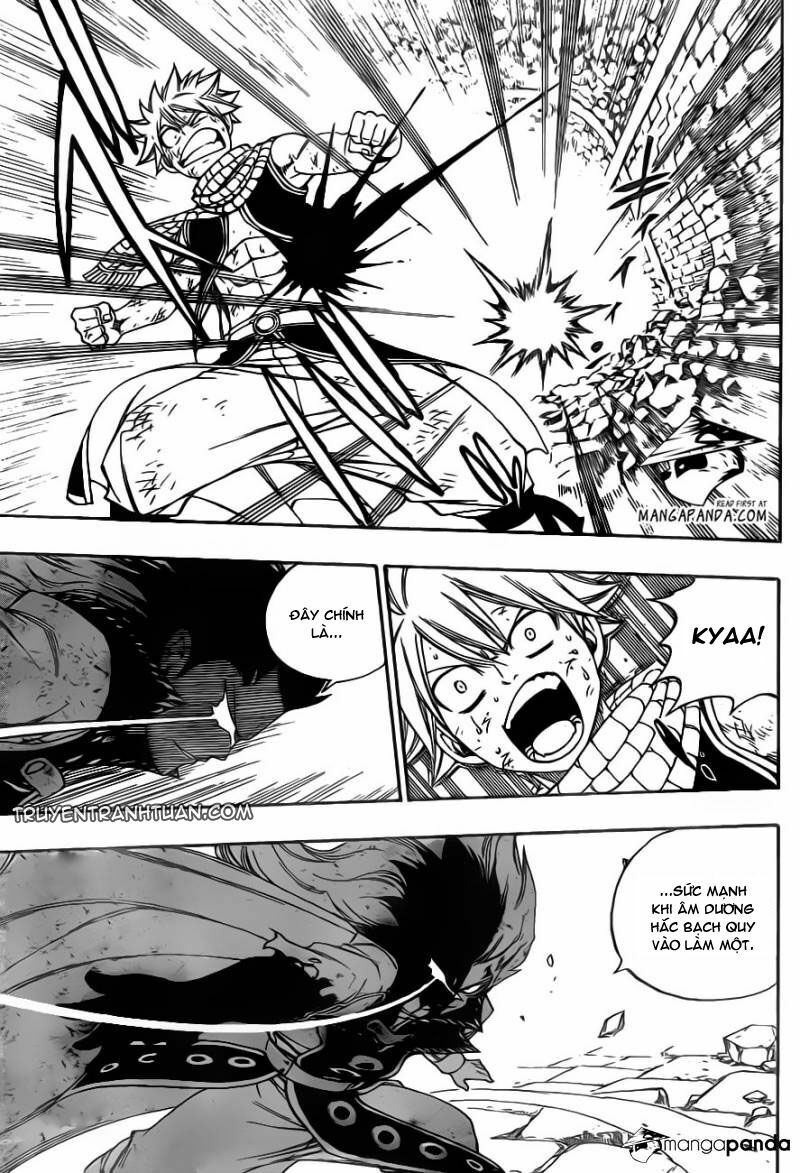 READ FIRST AT
MANGAPANDA.COM
KYAA!
ĐÂY CHÍNH
LÀ...
TRUYENTRANHTUAN.COM
...SỨC MẠNH
KHI ÂM DƯƠNG
HẮC BẠCH QUY
VÀO LÀM MỘT.
mangapanda